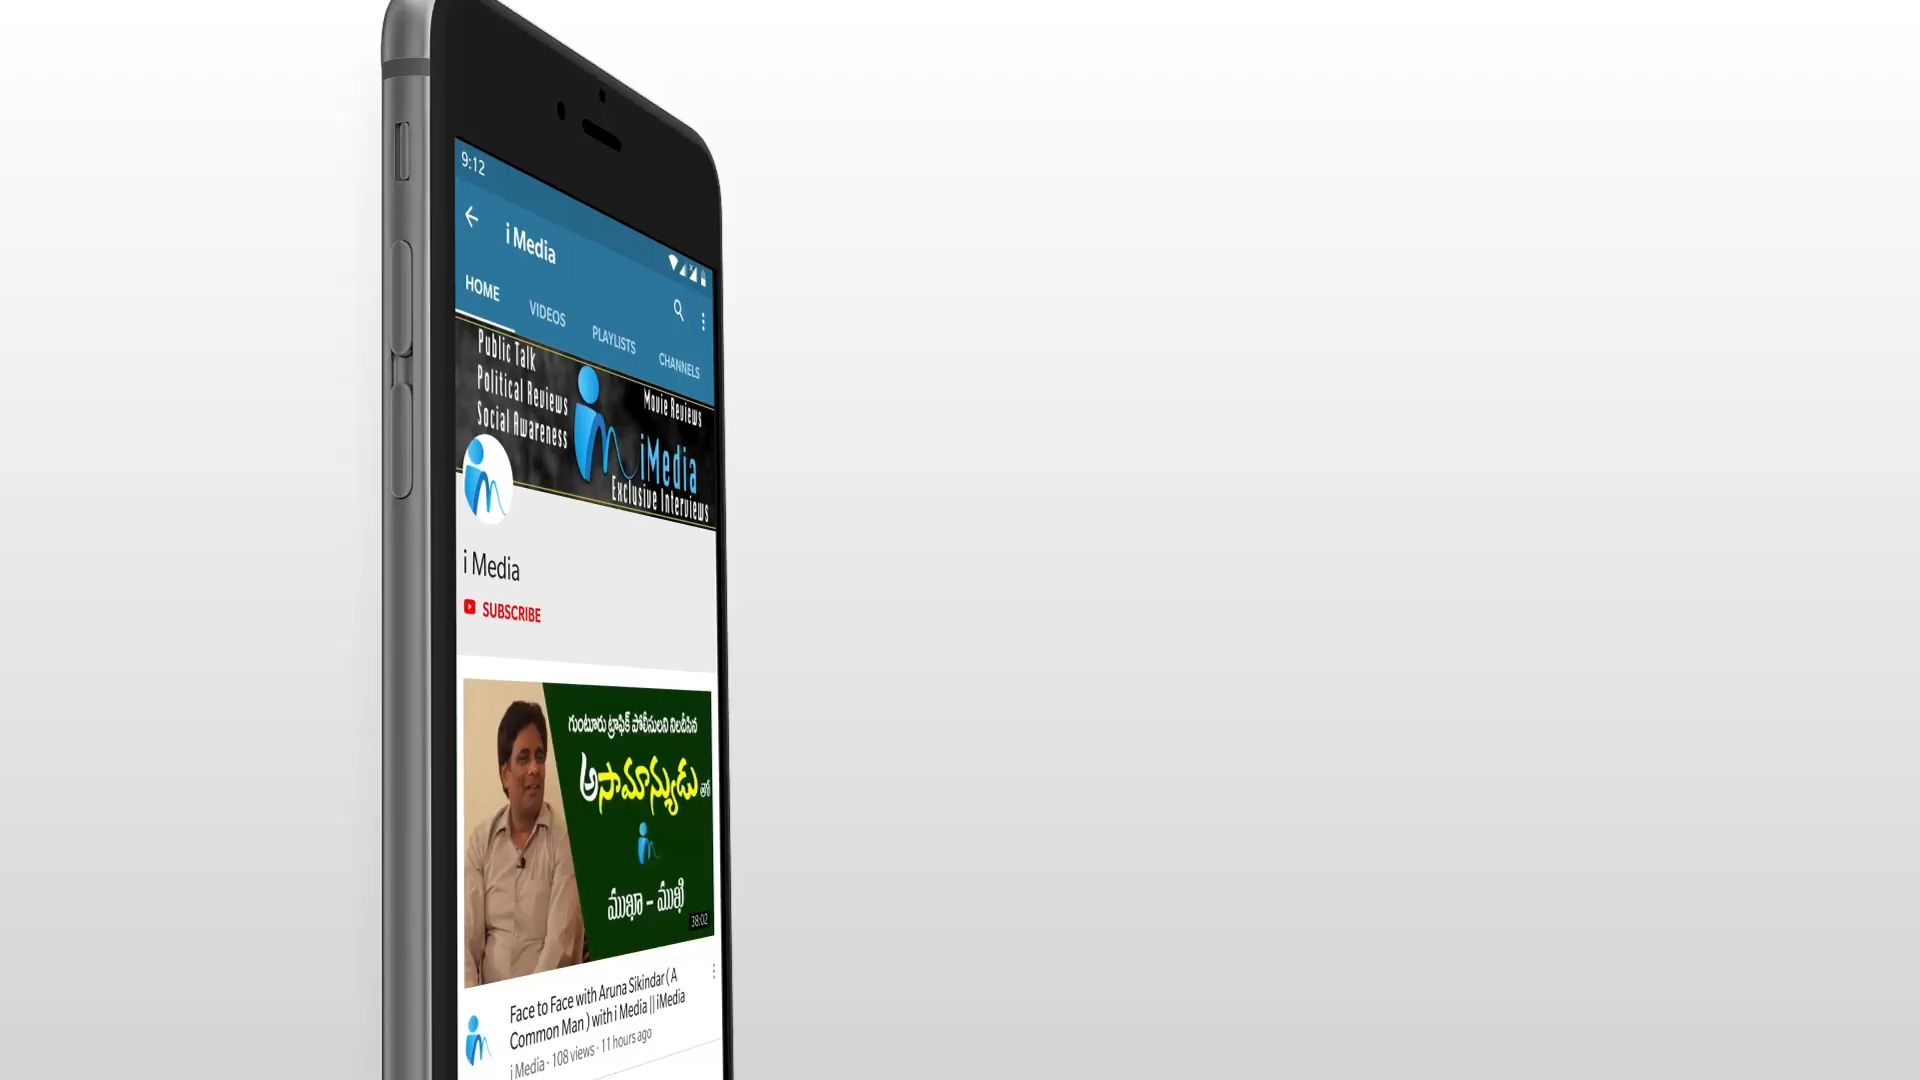 9:12
i Media
HOME VIDEOS PLAYLISTS CHANNELS
Public Talk
Political Reviews
Social Awareness
Movie Reviews
iMedia
Exclusive Interviews
i Media
SUBSCRIBE
గుంటూరు ట్రాఫిక్ పోలీసులని నిలదీసిన
అసామాన్యుడు తో
ముఖా - ముఖి
38:02
Face to Face with Aruna Sikindar ( A
Common Man ) with i Media || iMedia
i Media · 108 views · 11 hours ago